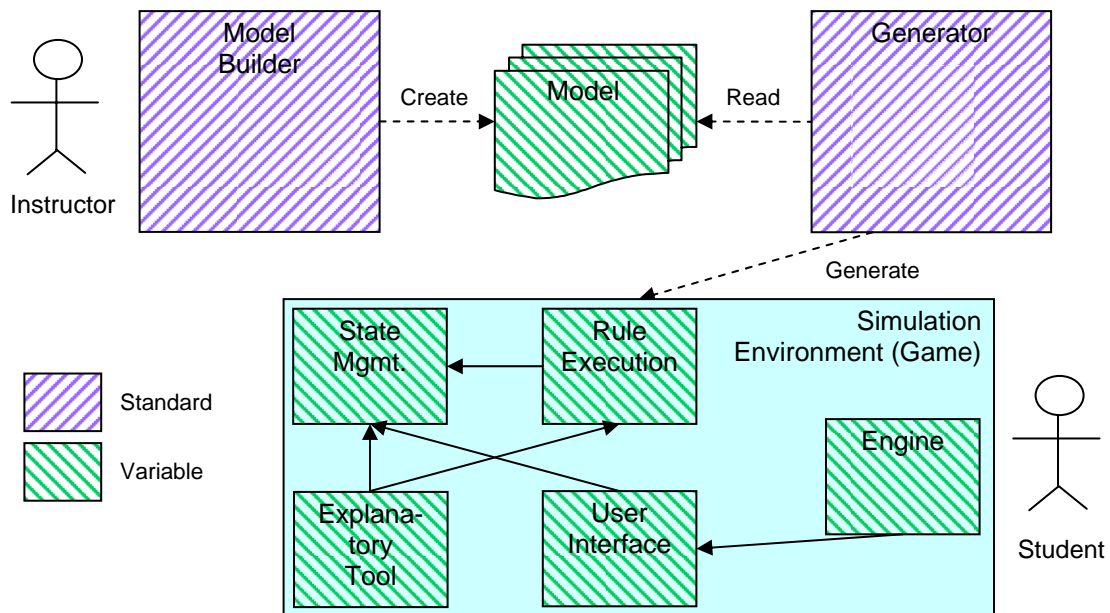 Model
Builder
Generator
Create
Model
Read
Instructor
Generate
State
Mgmt.
Rule
Execution
Simulation
Environment (Game)
Standard
Variable
Engine
Explana-
tory
Tool
User
Interface
Student